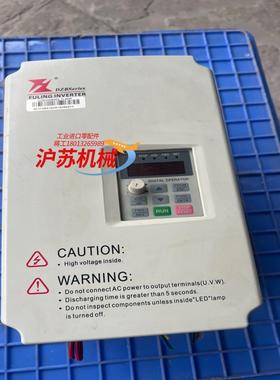 DZBSeries
FULING INVERTER
工业进口零配件
蒋工18013265989
沪苏机械
DIGITAL OPERATOR
RUN
CAUTION:
High voltage inside.
WARNING:
Do not connect AC power to output terminals(U.V.W).
Discharging time is greater than 5 seconds.
Do not inspect components unless inside"LED"lamp
is turned off.